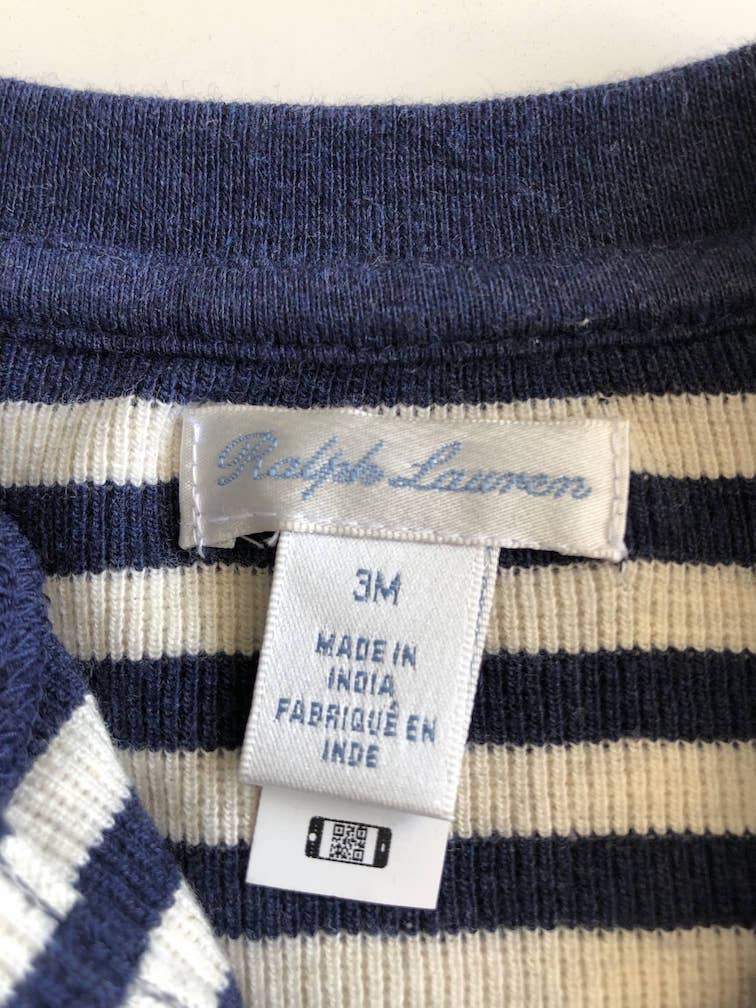 Ralph Lauren
3M
MADE IN
INDIA
FABRIQUÉ EN
INDE